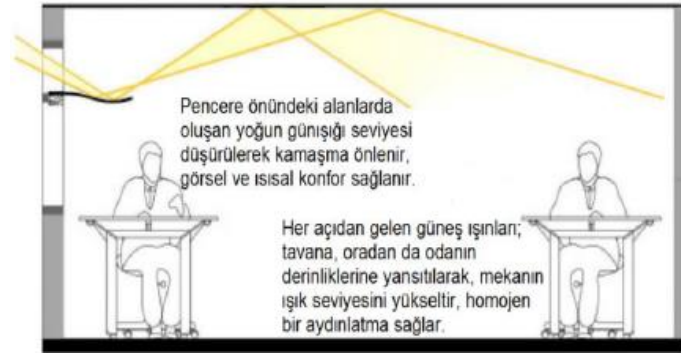 Pencere önündeki alanlarda
oluşan yoğun günışığı seviyesi
düşürülerek kamaşma önlenir,
görsel ve ısısal konfor sağlanır.
Her açıdan gelen güneş ışınları;
tavana, oradan da odanın
derinliklerine yansıtılarak, mekanın
ışık seviyesini yükseltir, homojen
bir aydınlatma sağlar.